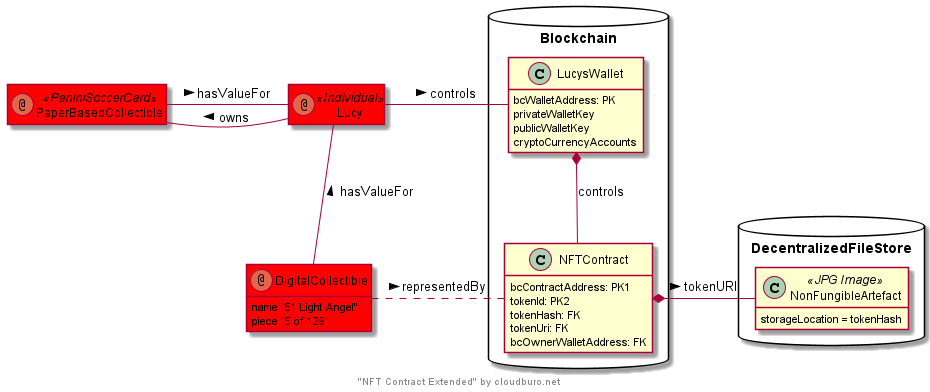 Blockchain
C LucysWallet
bcWalletAddress: PK
privateWalletKey
publicWalletKey
cryptoCurrencyAccounts
@ «PaniniSoccerCard»
PaperBasedCollectible
► hasValueFor
◄ owns
@ «Individual»
Lucy
► controls
▲ hasValueFor
controls
@ DigitalCollectible
name "51 Light Angel"
piece "5 of 129"
► representedBy
C NFTContract
bcContractAddress: PK1
tokenId: PK2
tokenHash: FK
tokenUri: FK
bcOwnerWalletAddress: FK
► tokenURI
DecentralizedFileStore
C «JPG Image»
NonFungibleArtefact
storageLocation = tokenHash
"NFT Contract Extended" by cloudburo.net